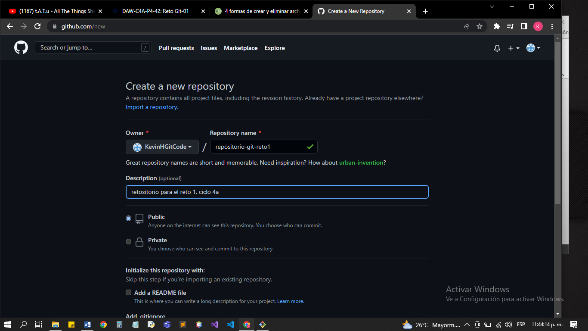 (1187) t.A.T.u - All The Things Sh
DAW-O1A-P4-42: Reto Git-01
4 formas de crear y eliminar arch
Create a New Repository
github.com/new
Search or jump to...
/
Pull requests Issues Marketplace Explore
Create a new repository
A repository contains all project files, including the revision history. Already have a project repository elsewhere?
Import a repository.
Owner * Repository name *
KevinHGitCode / repositorio-git-reto1
Great repository names are short and memorable. Need inspiration? How about urban-invention?
Description (optional)
retositorio para el reto 1, ciclo 4a
Public
Anyone on the internet can see this repository. You choose who can commit.
Private
You choose who can see and commit to this repository.
Initialize this repository with:
Skip this step if you're importing an existing repository.
Add a README file
This is where you can write a long description for your project. Learn more.
Add .gitignore
Activar Windows
Ve a Configuración para activar Windows.
26°C Mayorm... ESP